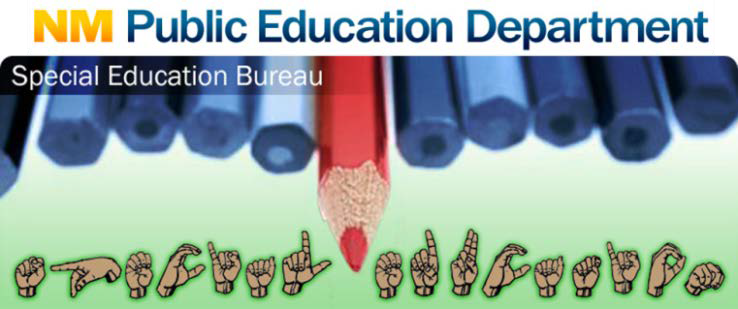 NM Public Education Department
Special Education Bureau